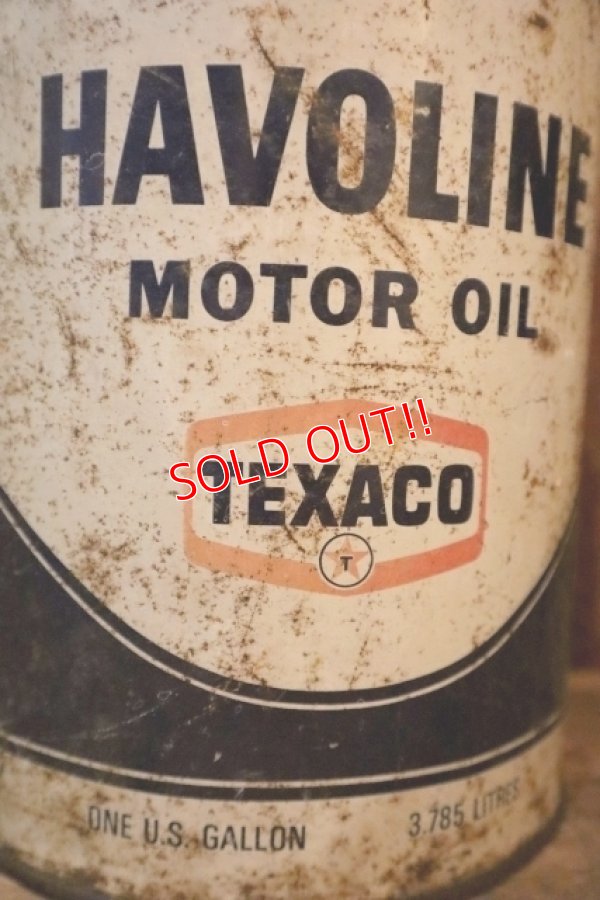 HAVOLINE
MOTOR OIL
SOLD OUT!!
TEXACO
T
ONE U.S. GALLON 3.785 LITRES